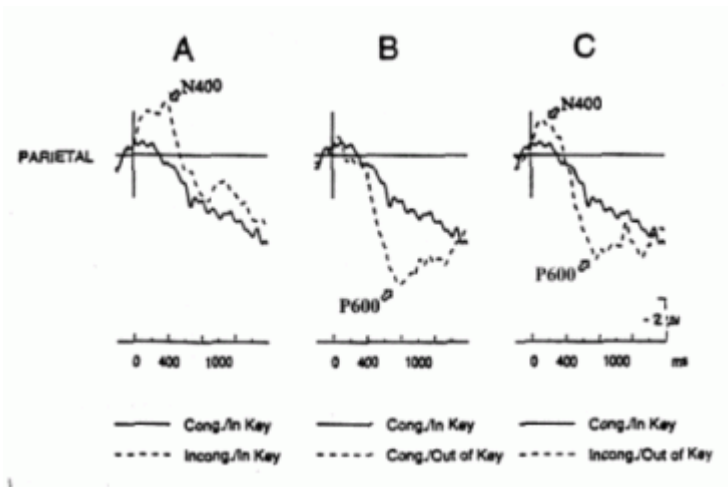 A B C
N400 N400
PARIETAL
P600 P600
-2 μv
0 400 1000 0 400 1000 0 400 1000 ms
Cong./In Key Cong./In Key Cong./In Key
Incong./In Key Cong./Out of Key Incong./Out of Key